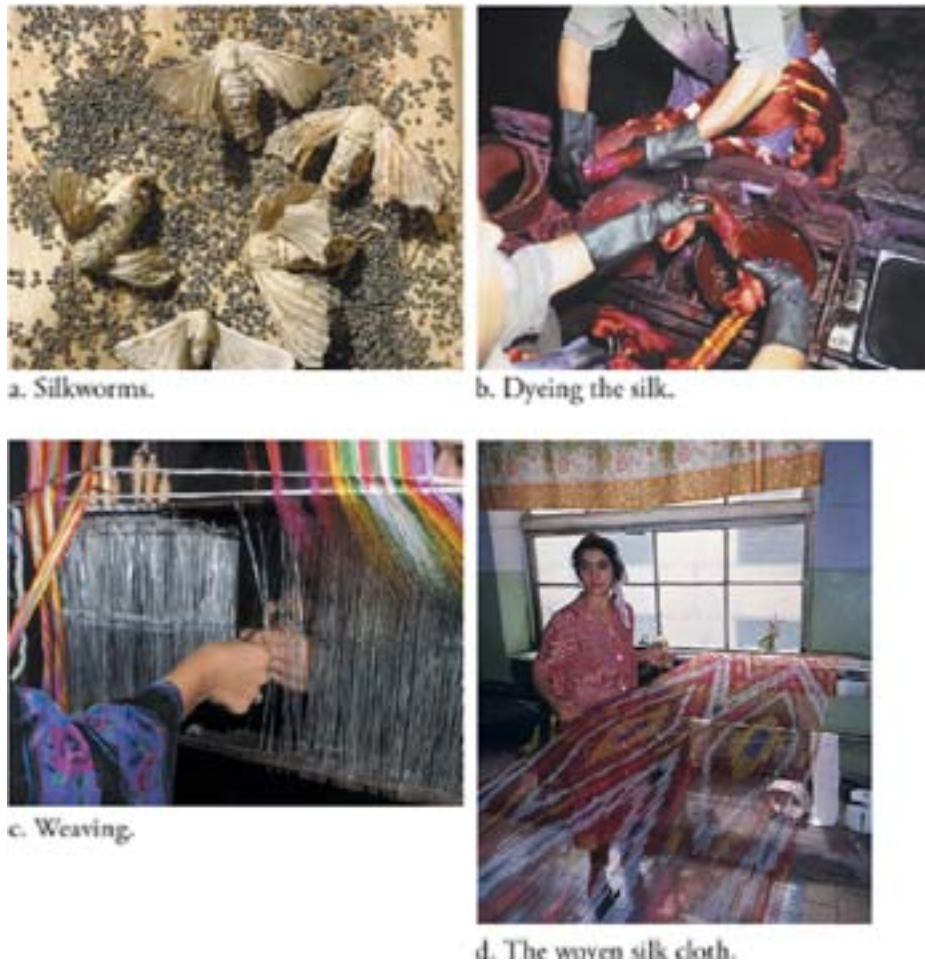 a. Silkworms.
b. Dyeing the silk.
c. Weaving.
d. The woven silk cloth.